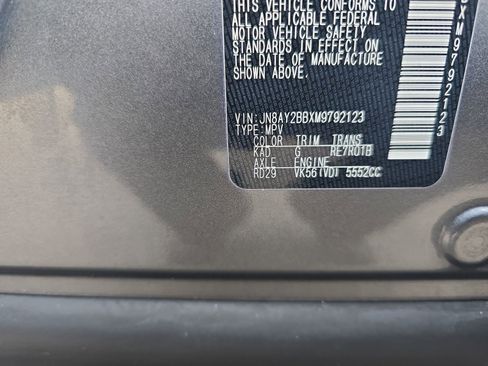 THIS VEHICLE CONFORMS TO
ALL APPLICABLE FEDERAL
MOTOR VEHICLE SAFETY
STANDARDS IN EFFECT ON
THE DATE OF MANUFACTURE
SHOWN ABOVE.
VIN:JN8AY2BBXM9792123
TYPE:MPV
COLOR TRIM TRANS
KAD G RE7R01B
AXLE ENGINE
RD29 VK56(VD) 5552CC
XM9792123